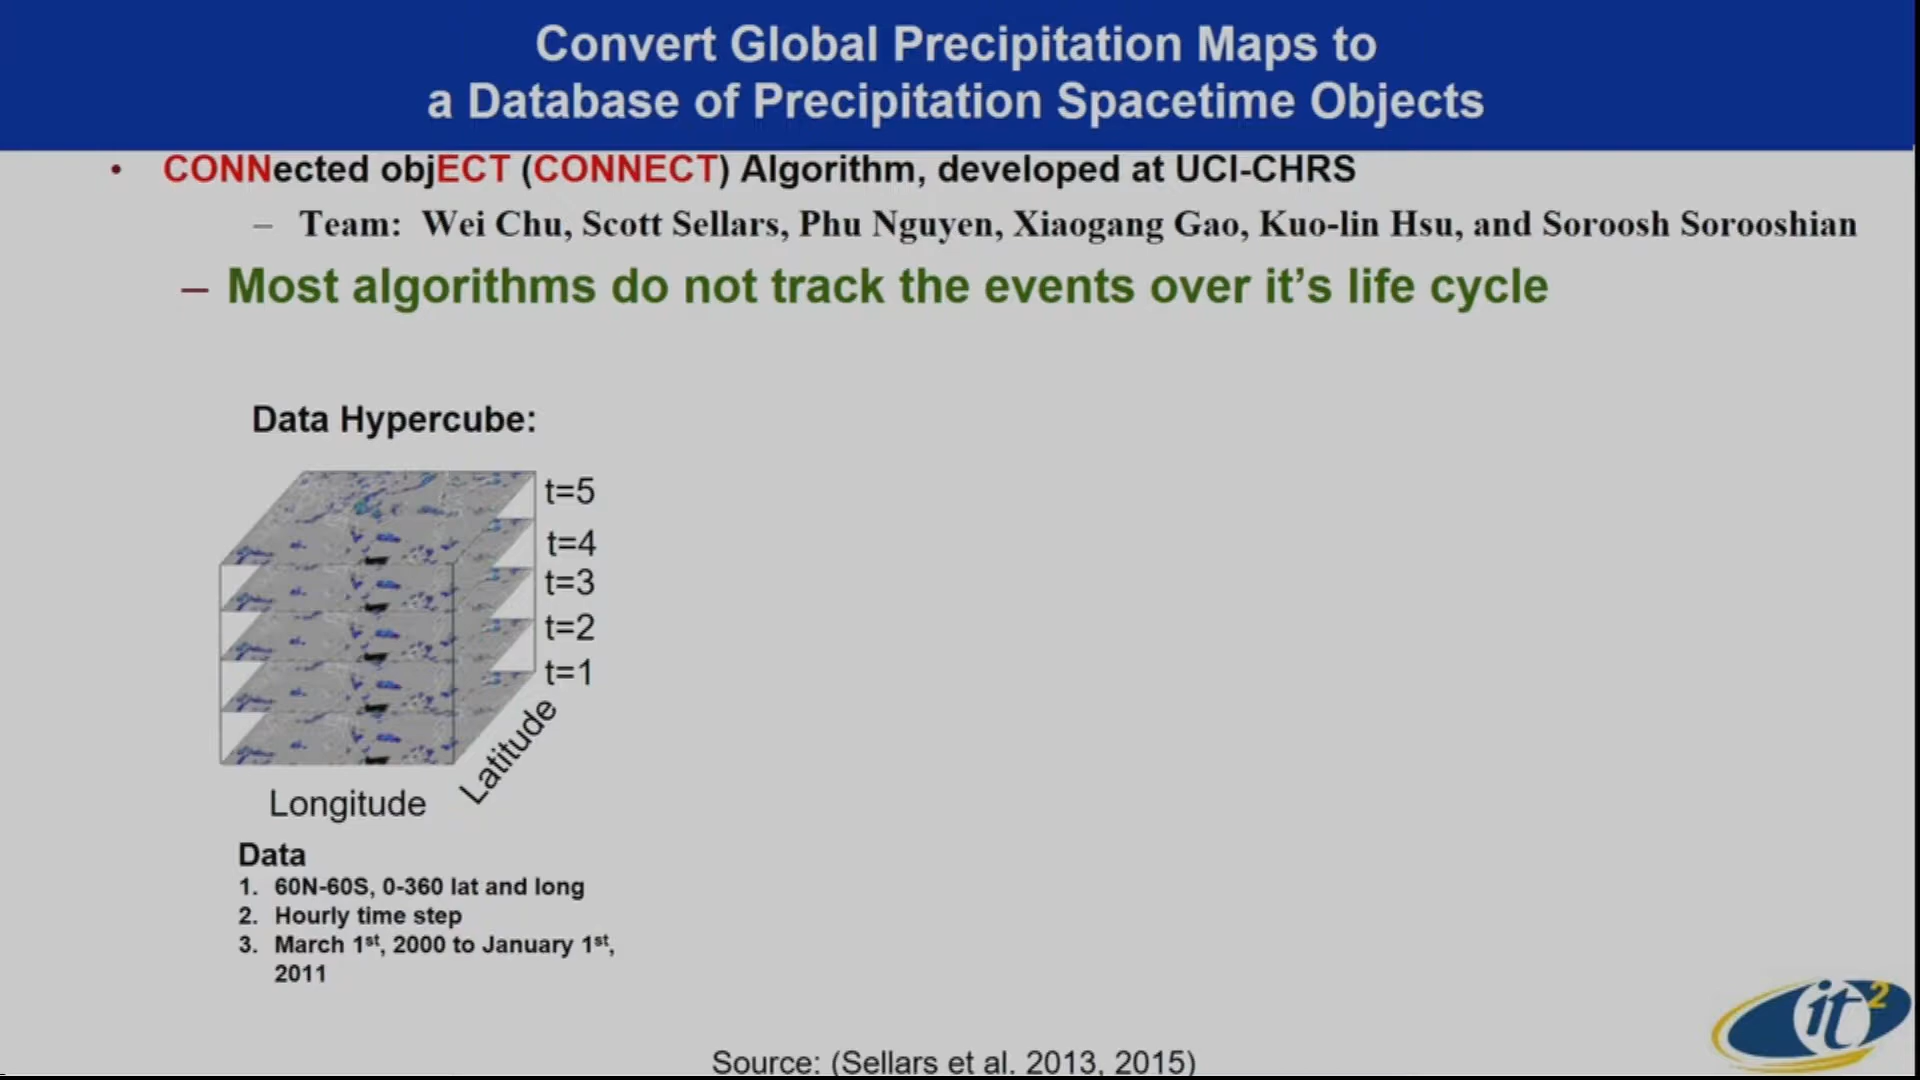 Convert Global Precipitation Maps to
a Database of Precipitation Spacetime Objects
• CONNected objECT (CONNECT) Algorithm, developed at UCI-CHRS
– Team: Wei Chu, Scott Sellars, Phu Nguyen, Xiaogang Gao, Kuo-lin Hsu, and Soroosh Sorooshian
– Most algorithms do not track the events over it’s life cycle
Data Hypercube:
t=5
t=4
t=3
t=2
t=1
Latitude
Longitude
Data
1. 60N-60S, 0-360 lat and long
2. Hourly time step
3. March 1st, 2000 to January 1st,
2011
it2
Source: (Sellars et al. 2013, 2015)